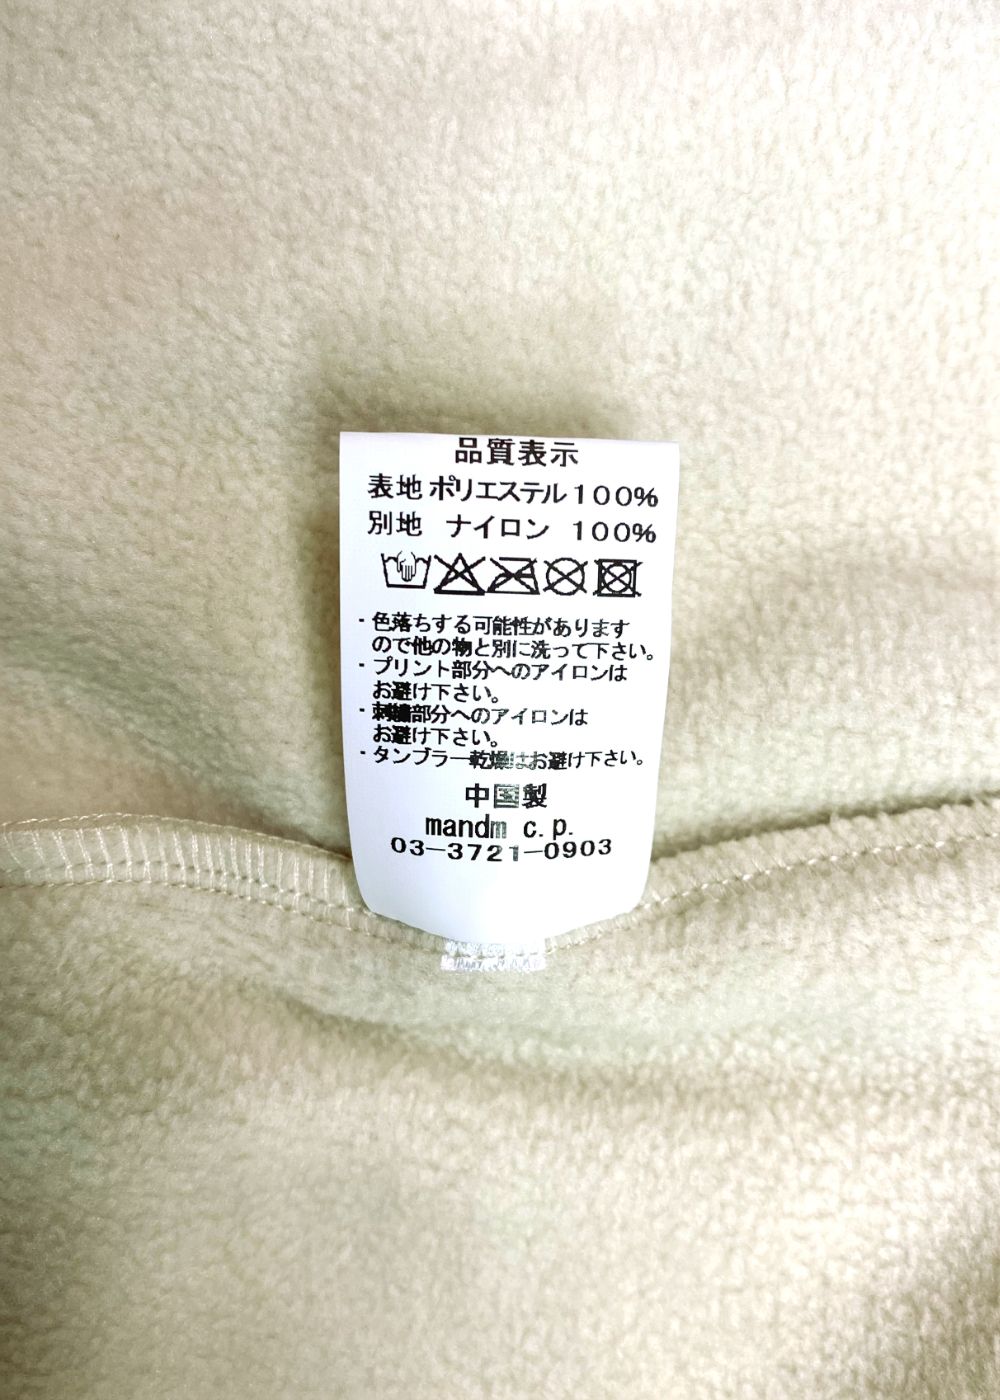 品質表示
表地 ポリエステル 100%
別地 ナイロン 100%
・色落ちする可能性があります
ので他の物と別に洗って下さい。
・プリント部分へのアイロンは
お避け下さい。
・刺繍部分へのアイロンは
お避け下さい。
・タンブラー乾燥はお避け下さい。
中国製
mandm c.p.
03-3721-0903